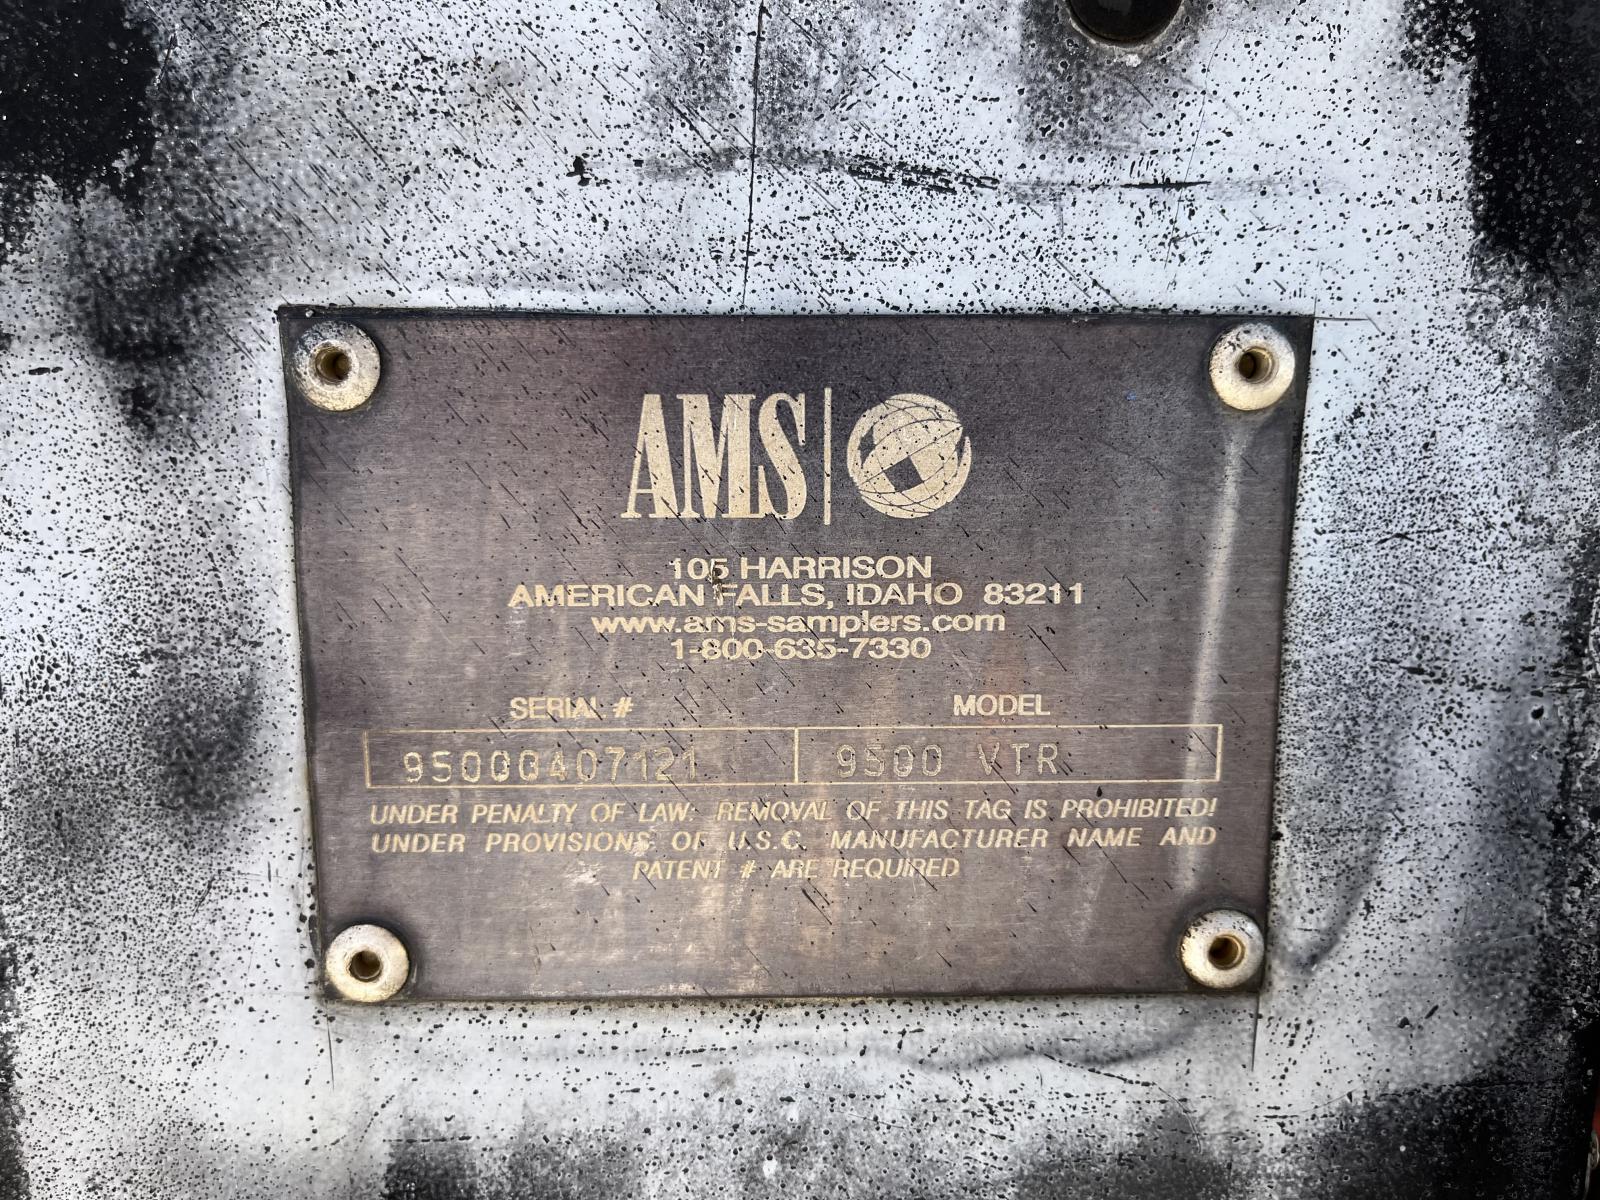 AMS
105 HARRISON
AMERICAN FALLS, IDAHO 83211
www.ams-samplers.com
1-800-635-7330
SERIAL # MODEL
95000407121 9500 VTR
UNDER PENALTY OF LAW: REMOVAL OF THIS TAG IS PROHIBITED!
UNDER PROVISIONS OF U.S.C. MANUFACTURER NAME AND
PATENT # ARE REQUIRED